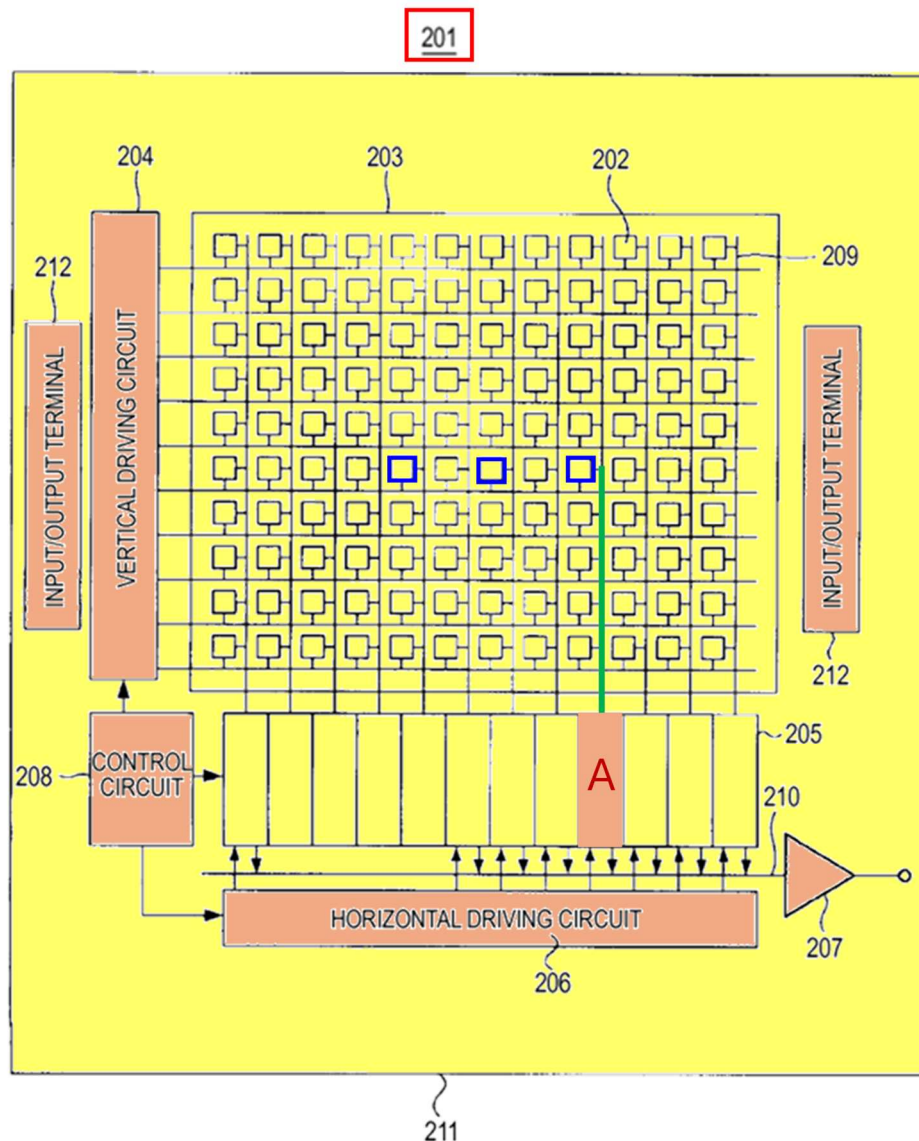 201
204
203
202
212
209
INPUT/OUTPUT TERMINAL
VERTICAL DRIVING CIRCUIT
INPUT/OUTPUT TERMINAL
212
205
208
CONTROL
CIRCUIT
A
210
HORIZONTAL DRIVING CIRCUIT
207
206
211